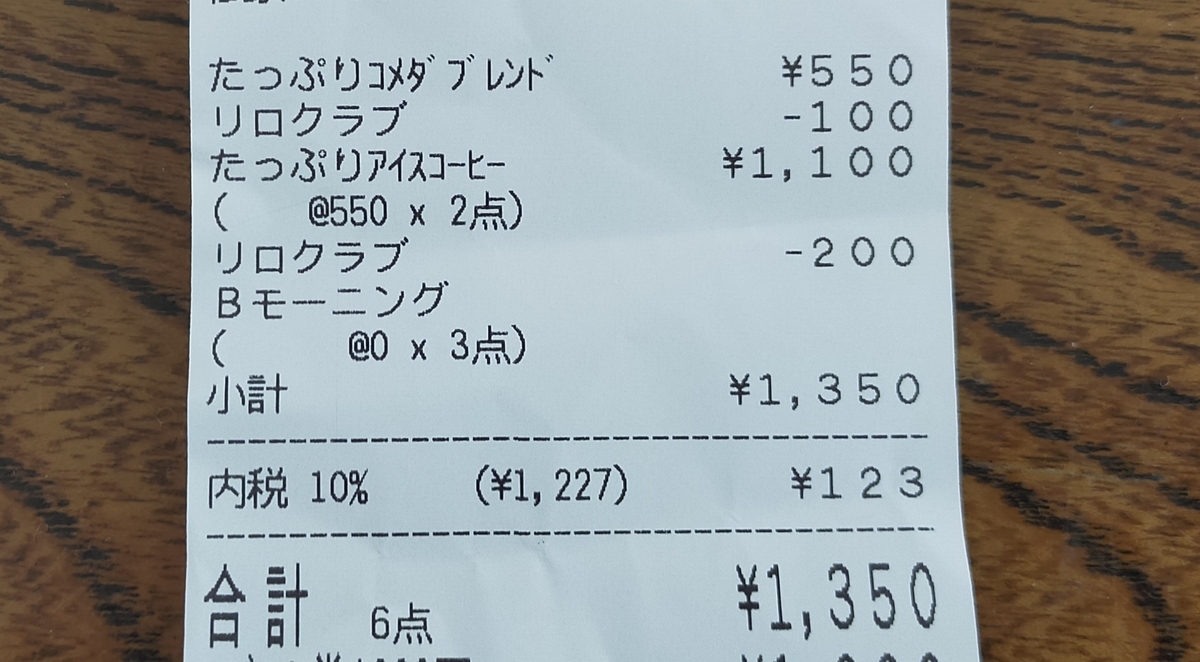 たっぷりコメダブレンド ¥550
リロクラブ -100
たっぷりアイスコーヒー ¥1,100
( @550 x 2点)
リロクラブ -200
Bモーニング
( @0 x 3点)
小計 ¥1,350
内税 10% (¥1,227) ¥123
合計 6点 ¥1,350